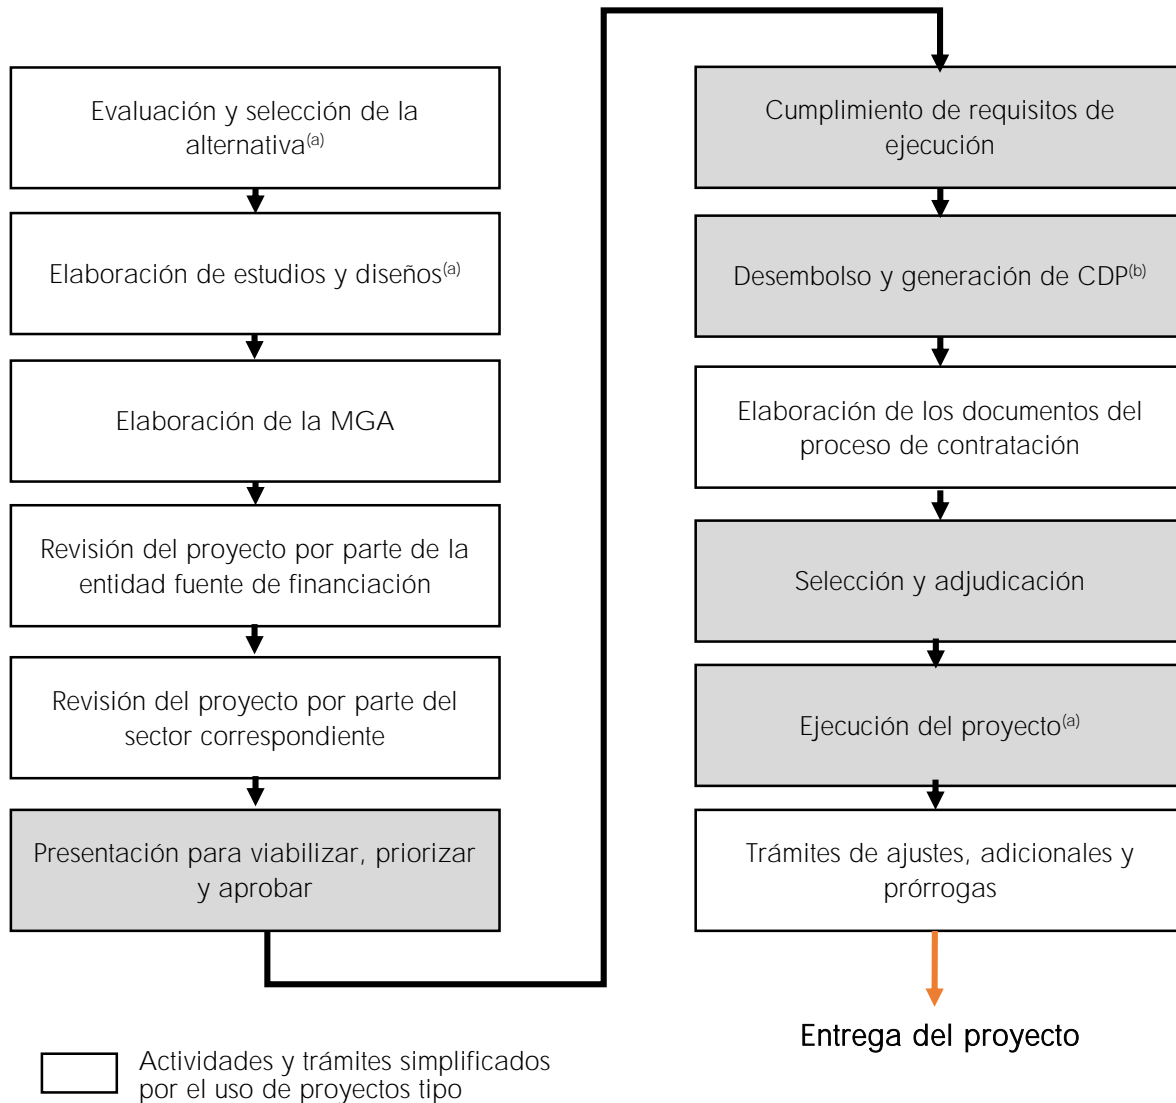 Evaluación y selección de la
alternativa(a)
Elaboración de estudios y diseños(a)
Elaboración de la MGA
Revisión del proyecto por parte de la
entidad fuente de financiación
Revisión del proyecto por parte del
sector correspondiente
Presentación para viabilizar, priorizar
y aprobar
Cumplimiento de requisitos de
ejecución
Desembolso y generación de CDP(b)
Elaboración de los documentos del
proceso de contratación
Selección y adjudicación
Ejecución del proyecto(a)
Trámites de ajustes, adicionales y
prórrogas
Entrega del proyecto
Actividades y trámites simplificados
por el uso de proyectos tipo